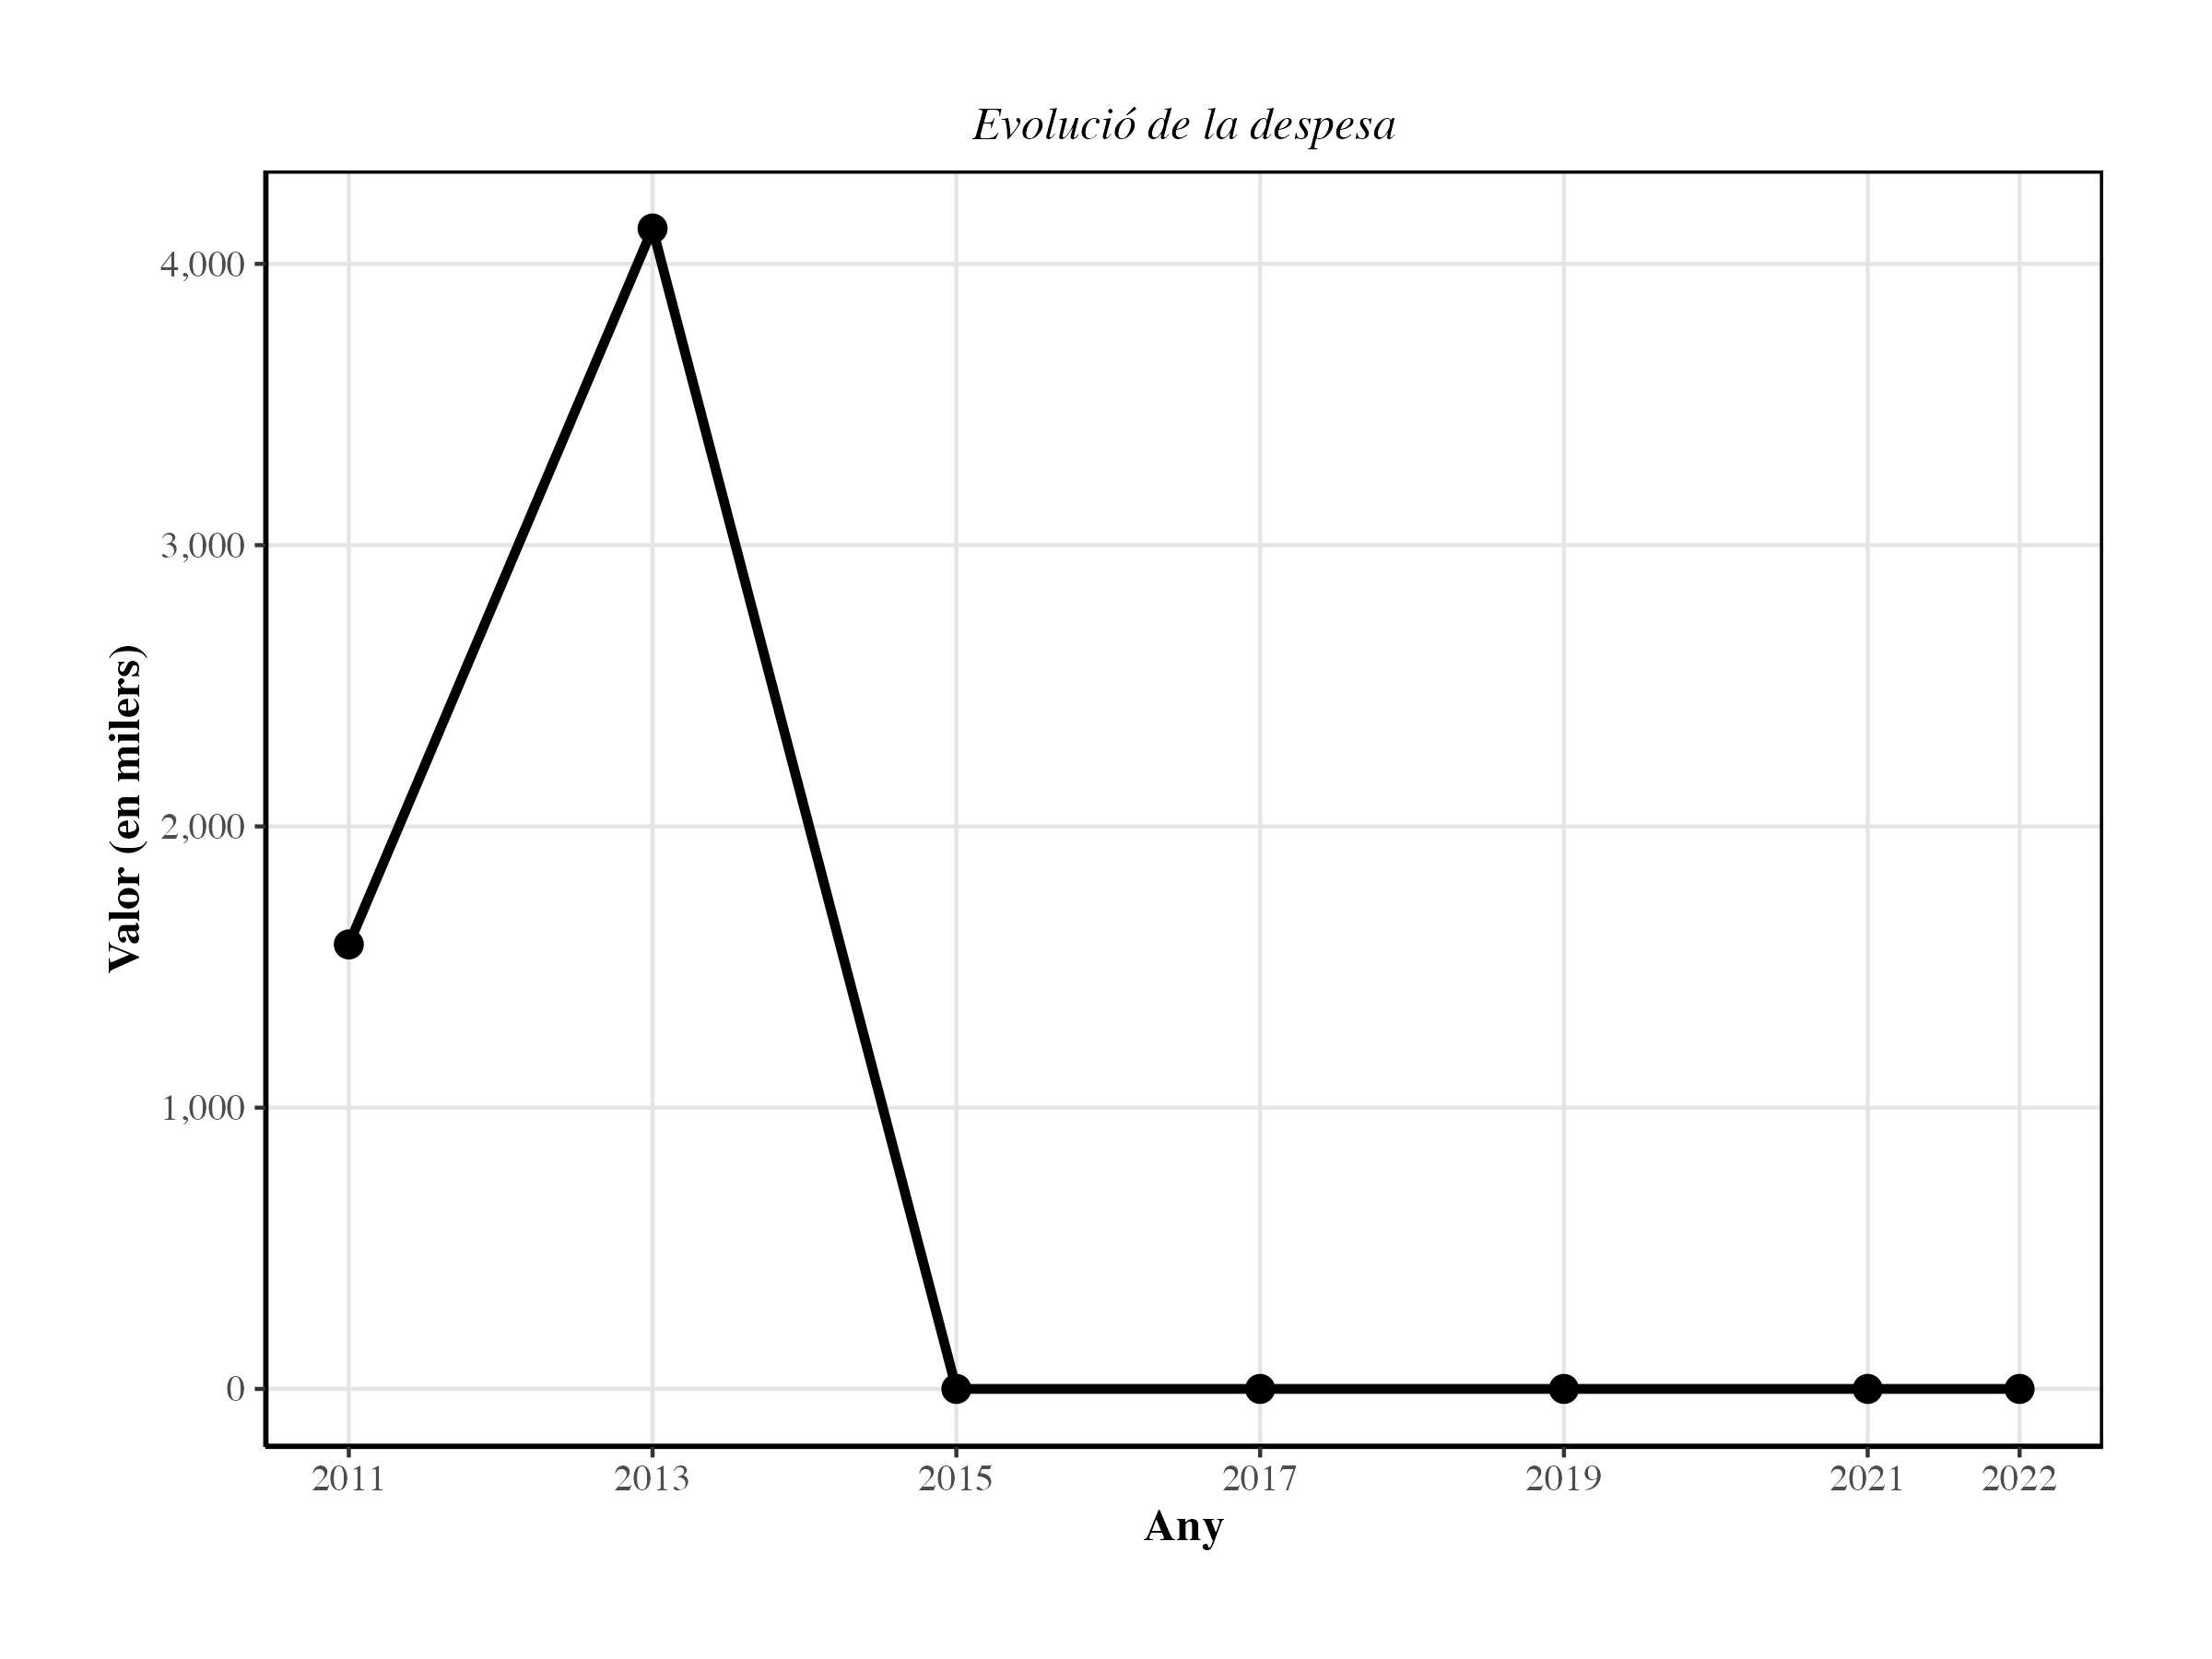 Evolució de la despesa
Valor (en milers)
4,000
3,000
2,000
1,000
0
2011 2013 2015 2017 2019 2021 2022
Any